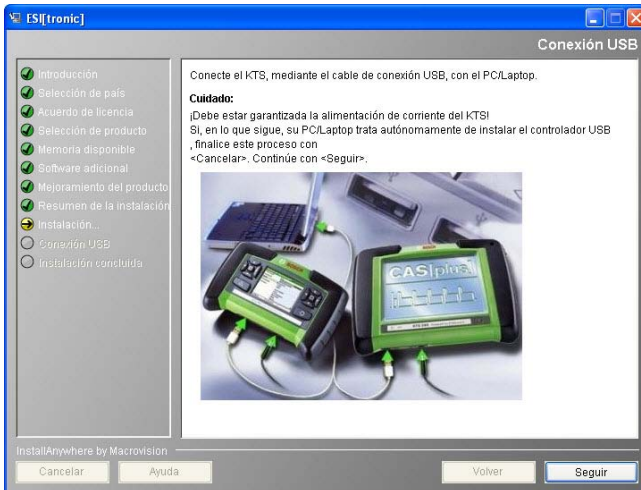 ESI[tronic]
Conexión USB
Introducción
Selección de país
Acuerdo de licencia
Selección de producto
Memoria disponible
Software adicional
Mejoramiento del producto
Resumen de la instalación
Instalación...
Conexión USB
Instalación concluida
Conecte el KTS, mediante el cable de conexión USB, con el PC/Laptop.
Cuidado:
¡Debe estar garantizada la alimentación de corriente del KTS!
Si, en lo que sigue, su PC/Laptop trata autónomamente de instalar el controlador USB
, finalice este proceso con
<Cancelar>. Continúe con <Seguir>.
CAS[plus]
InstallAnywhere by Macrovision
Cancelar
Ayuda
Volver
Seguir